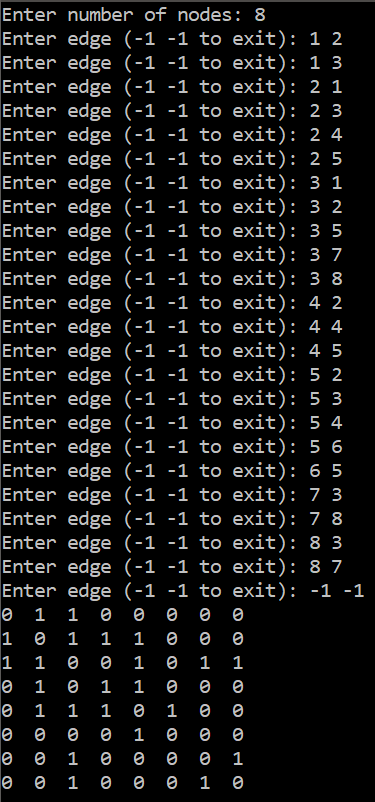 Enter number of nodes: 8
Enter edge (-1 -1 to exit): 1 2
Enter edge (-1 -1 to exit): 1 3
Enter edge (-1 -1 to exit): 2 1
Enter edge (-1 -1 to exit): 2 3
Enter edge (-1 -1 to exit): 2 4
Enter edge (-1 -1 to exit): 2 5
Enter edge (-1 -1 to exit): 3 1
Enter edge (-1 -1 to exit): 3 2
Enter edge (-1 -1 to exit): 3 5
Enter edge (-1 -1 to exit): 3 7
Enter edge (-1 -1 to exit): 3 8
Enter edge (-1 -1 to exit): 4 2
Enter edge (-1 -1 to exit): 4 4
Enter edge (-1 -1 to exit): 4 5
Enter edge (-1 -1 to exit): 5 2
Enter edge (-1 -1 to exit): 5 3
Enter edge (-1 -1 to exit): 5 4
Enter edge (-1 -1 to exit): 5 6
Enter edge (-1 -1 to exit): 6 5
Enter edge (-1 -1 to exit): 7 3
Enter edge (-1 -1 to exit): 7 8
Enter edge (-1 -1 to exit): 8 3
Enter edge (-1 -1 to exit): 8 7
Enter edge (-1 -1 to exit): -1 -1
0 1 1 0 0 0 0 0
1 0 1 1 1 0 0 0
1 1 0 0 1 0 1 1
0 1 0 1 1 0 0 0
0 1 1 1 0 1 0 0
0 0 0 0 1 0 0 0
0 0 1 0 0 0 0 1
0 0 1 0 0 0 1 0